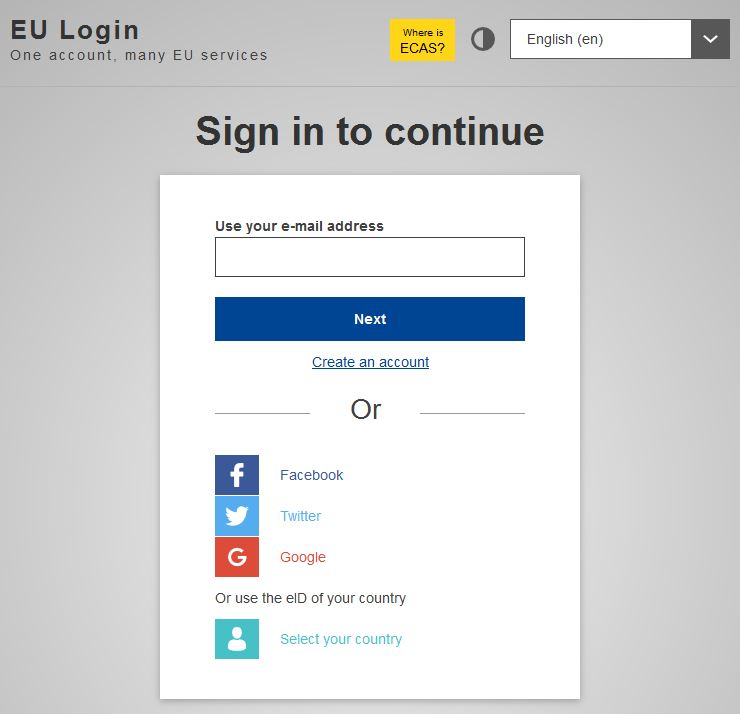 EU Login
One account, many EU services
Where is
ECAS?
English (en)
Sign in to continue
Use your e-mail address
Next
Create an account
Or
Facebook
Twitter
Google
Or use the eID of your country
Select your country